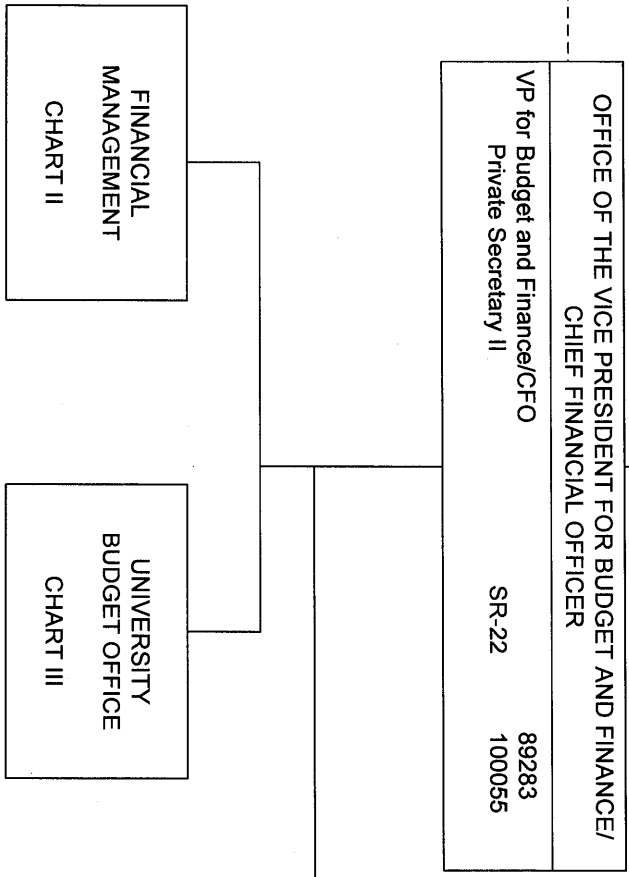 OFFICE OF THE VICE PRESIDENT FOR BUDGET AND FINANCE/
CHIEF FINANCIAL OFFICER
VP for Budget and Finance/CFO 89283
Private Secretary II SR-22 100055
FINANCIAL
MANAGEMENT
CHART II
UNIVERSITY
BUDGET OFFICE
CHART III